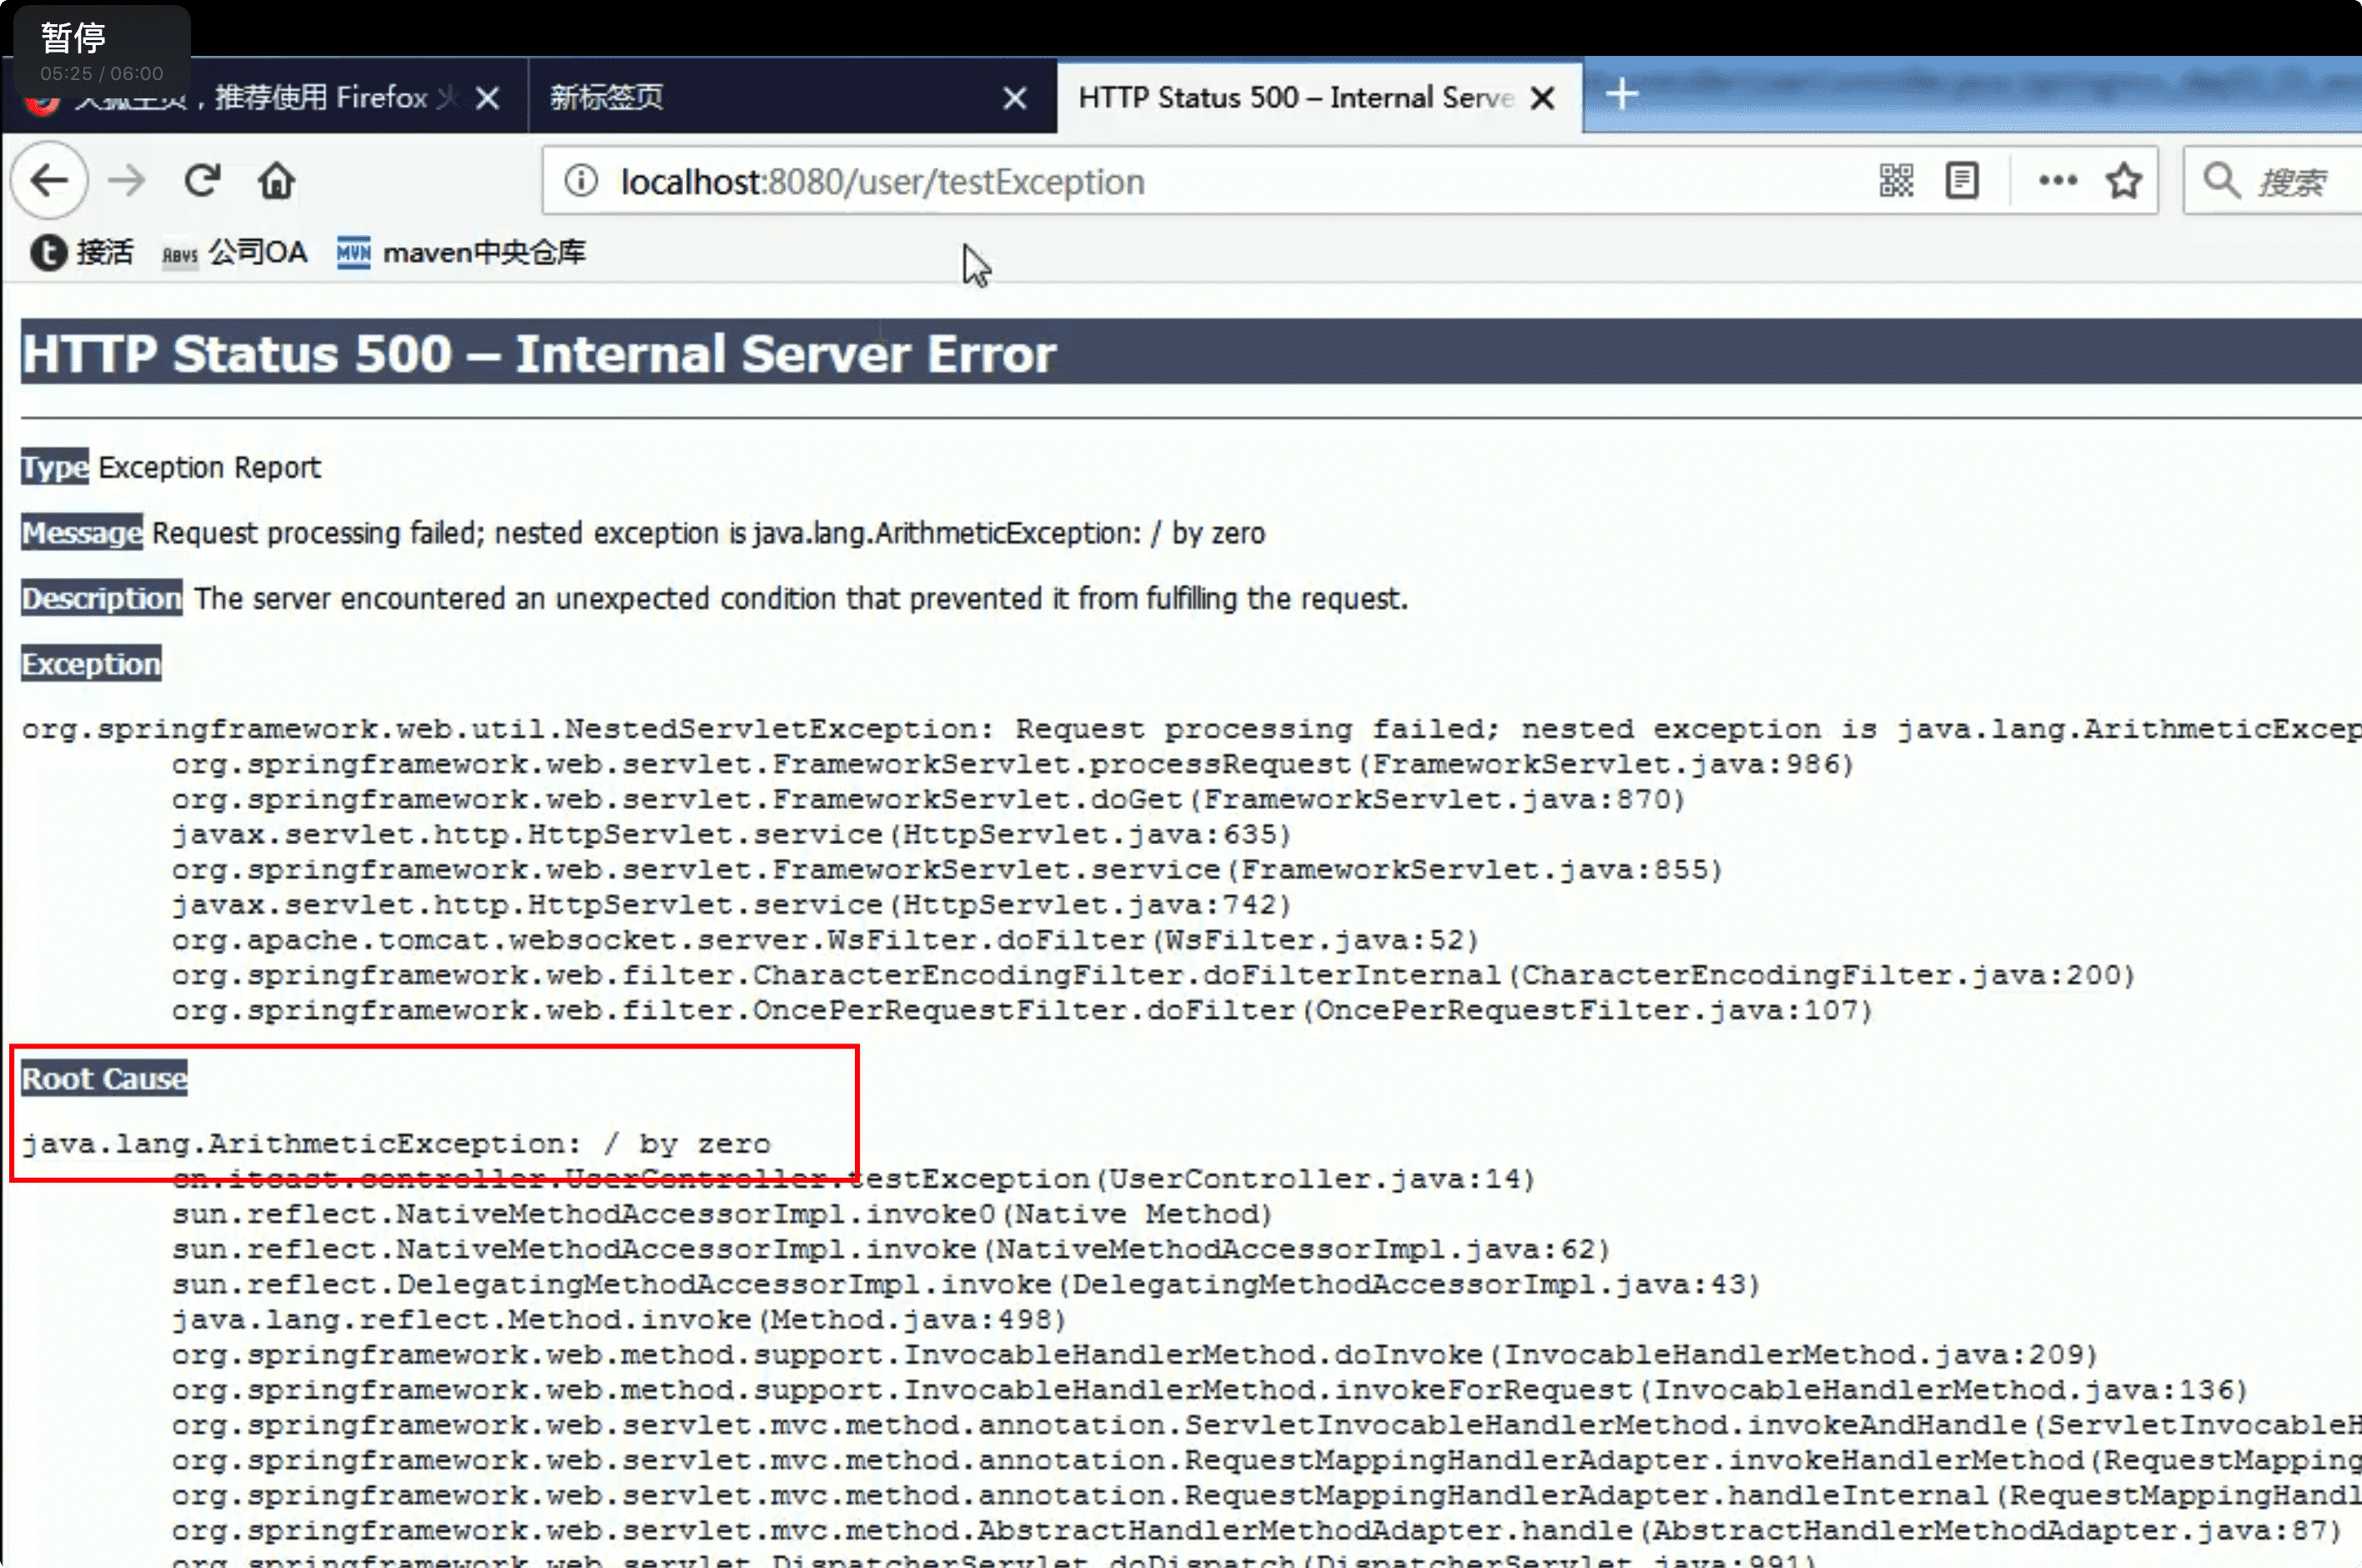 暂停
05:25 / 06:00
火狐主页，推荐使用 Firefox 火
新标签页
HTTP Status 500 – Internal Serve
localhost:8080/user/testException
搜索
接活
公司OA
MVN maven中央仓库
HTTP Status 500 – Internal Server Error
Type Exception Report
Message Request processing failed; nested exception is java.lang.ArithmeticException: / by zero
Description The server encountered an unexpected condition that prevented it from fulfilling the request.
Exception
org.springframework.web.util.NestedServletException: Request processing failed; nested exception is java.lang.ArithmeticExcep
org.springframework.web.servlet.FrameworkServlet.processRequest(FrameworkServlet.java:986)
org.springframework.web.servlet.FrameworkServlet.doGet(FrameworkServlet.java:870)
javax.servlet.http.HttpServlet.service(HttpServlet.java:635)
org.springframework.web.servlet.FrameworkServlet.service(FrameworkServlet.java:855)
javax.servlet.http.HttpServlet.service(HttpServlet.java:742)
org.apache.tomcat.websocket.server.WsFilter.doFilter(WsFilter.java:52)
org.springframework.web.filter.CharacterEncodingFilter.doFilterInternal(CharacterEncodingFilter.java:200)
org.springframework.web.filter.OncePerRequestFilter.doFilter(OncePerRequestFilter.java:107)
Root Cause
java.lang.ArithmeticException: / by zero
cn.itcast.controller.UserController.testException(UserController.java:14)
sun.reflect.NativeMethodAccessorImpl.invoke0(Native Method)
sun.reflect.NativeMethodAccessorImpl.invoke(NativeMethodAccessorImpl.java:62)
sun.reflect.DelegatingMethodAccessorImpl.invoke(DelegatingMethodAccessorImpl.java:43)
java.lang.reflect.Method.invoke(Method.java:498)
org.springframework.web.method.support.InvocableHandlerMethod.doInvoke(InvocableHandlerMethod.java:209)
org.springframework.web.method.support.InvocableHandlerMethod.invokeForRequest(InvocableHandlerMethod.java:136)
org.springframework.web.servlet.mvc.method.annotation.ServletInvocableHandlerMethod.invokeAndHandle(ServletInvocableH
org.springframework.web.servlet.mvc.method.annotation.RequestMappingHandlerAdapter.invokeHandlerMethod(RequestMapping
org.springframework.web.servlet.mvc.method.annotation.RequestMappingHandlerAdapter.handleInternal(RequestMappingHandl
org.springframework.web.servlet.mvc.method.AbstractHandlerMethodAdapter.handle(AbstractHandlerMethodAdapter.java:87)
org.springframework.web.servlet.DispatcherServlet.doDispatch(DispatcherServlet.java:991)